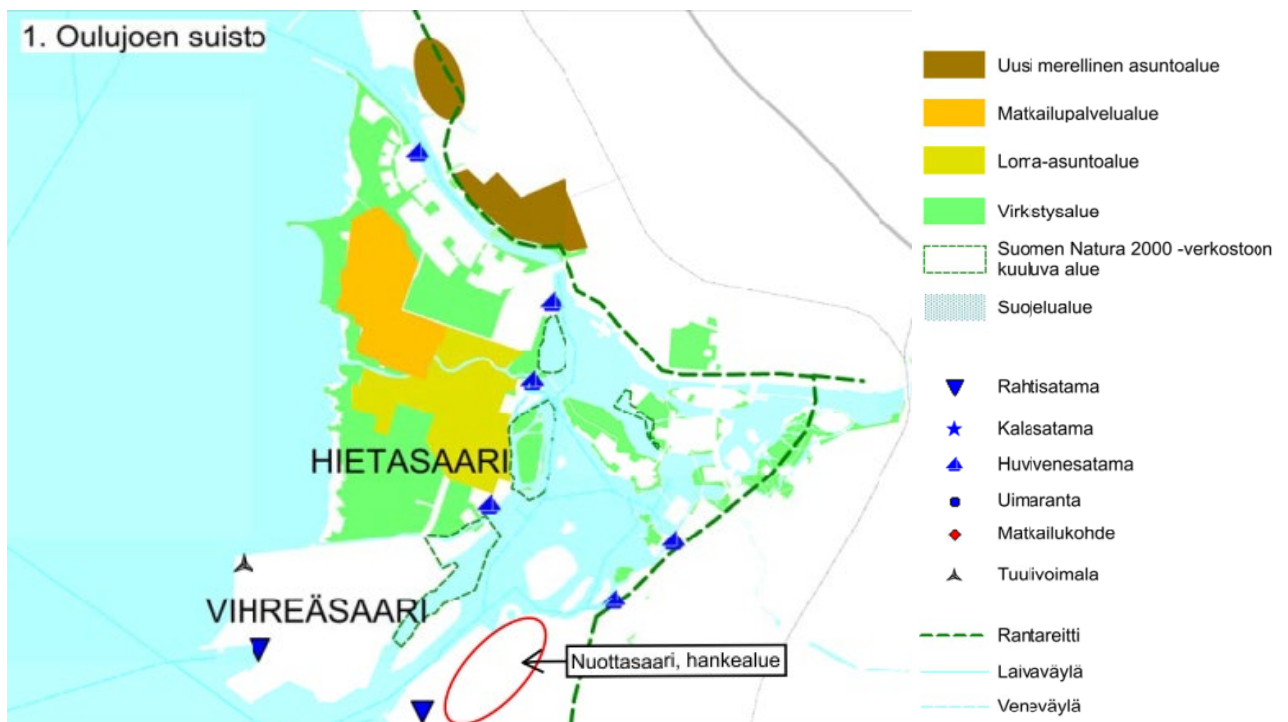 1. Oulujoen suisto
HIETASAARI
VIHREÄSAARI
Nuottasaari, hankealue
Uusi merellinen asuntoalue
Matkailupalvelualue
Loma-asuntoalue
Virkistysalue
Suomen Natura 2000 -verkostoon
kuuluva alue
Suojelualue
Rahtisatama
Kalasatama
Huvivenesatama
Uimaranta
Matkailukohde
Tuulivoimala
Rantareitti
Laivaväylä
Veneväylä